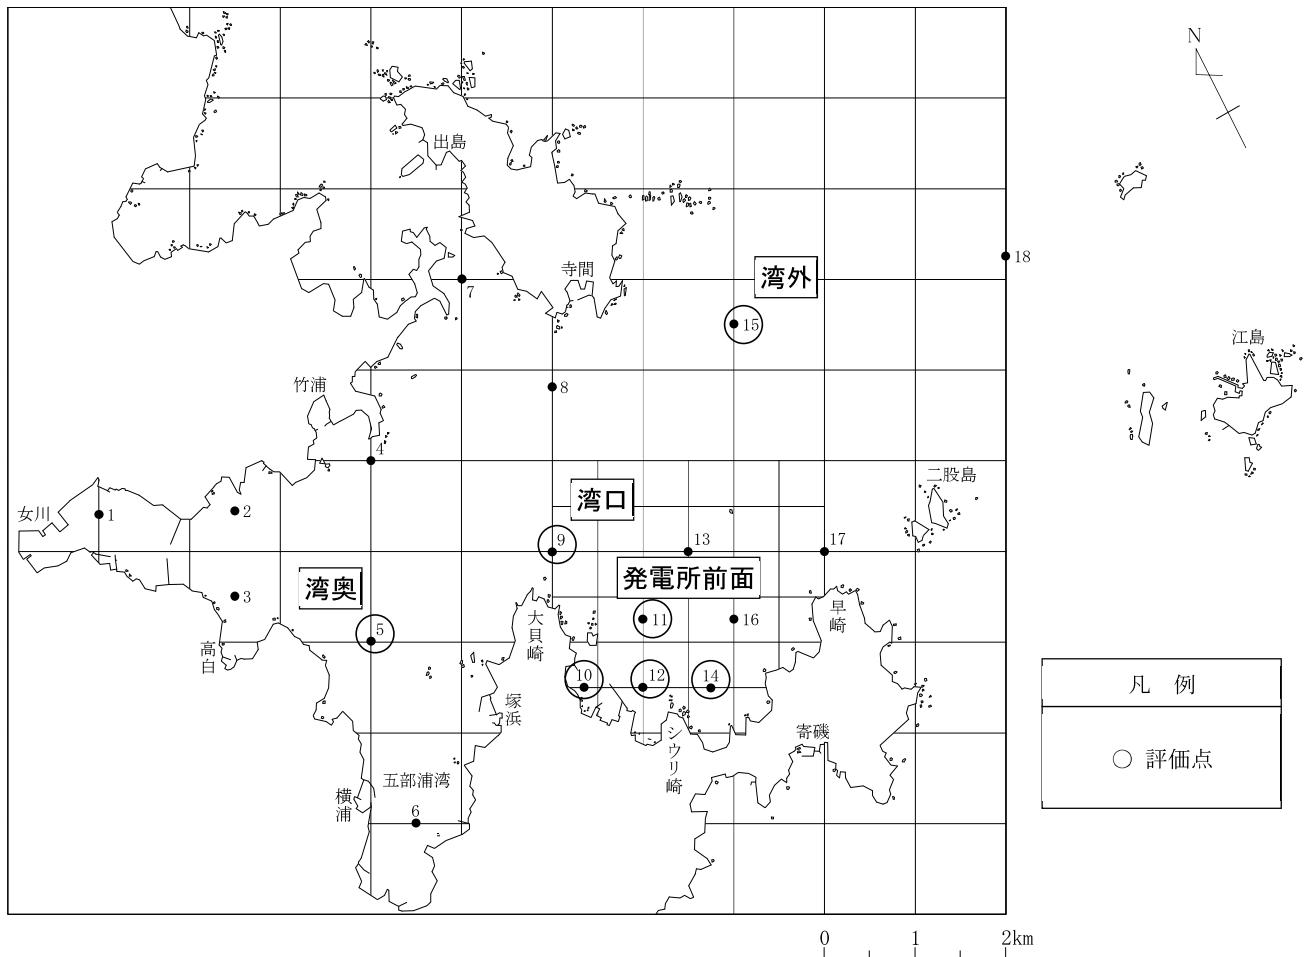 N
出島
寺間
湾外
18
7
15
江島
竹浦
8
4
二股島
女川
1
2
湾口
9
13
17
発電所前面
湾奥
3
5
11
16
大貝崎
早崎
高白
10
12
14
塚浜
シウリ崎
寄磯
凡 例
○ 評価点
五部浦湾
横浦
6
0 1 2km